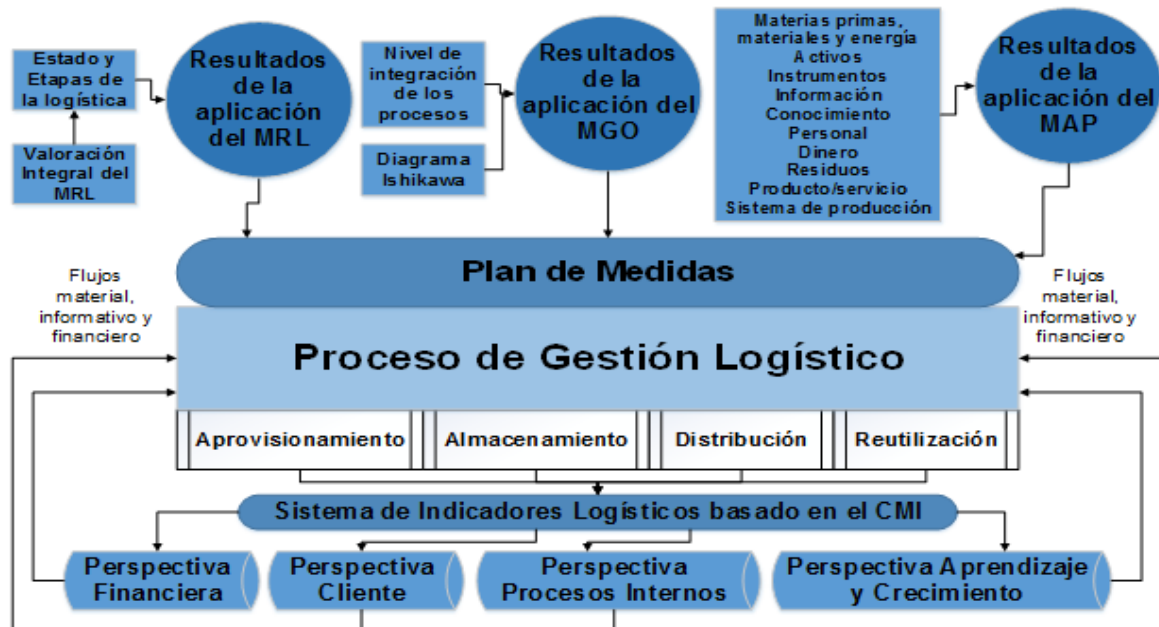 Estado y
Etapas de
la logística
Valoración
Integral del
MRL
Resultados
de la
aplicación
del MRL
Nivel de
integración
de los
procesos
Diagrama
Ishikawa
Resultados
de la
aplicación del
MGO
Materias primas,
materiales y energía
Activos
Instrumentos
Información
Conocimiento
Personal
Dinero
Residuos
Producto/servicio
Sistema de producción
Resultados
de la
aplicación del
MAP
Plan de Medidas
Flujos
material,
informativo y
financiero
Flujos
material,
informativo y
financiero
Proceso de Gestión Logístico
Aprovisionamiento
Almacenamiento
Distribución
Reutilización
Sistema de Indicadores Logísticos basado en el CMI
Perspectiva
Financiera
Perspectiva
Cliente
Perspectiva
Procesos Internos
Perspectiva Aprendizaje
y Crecimiento